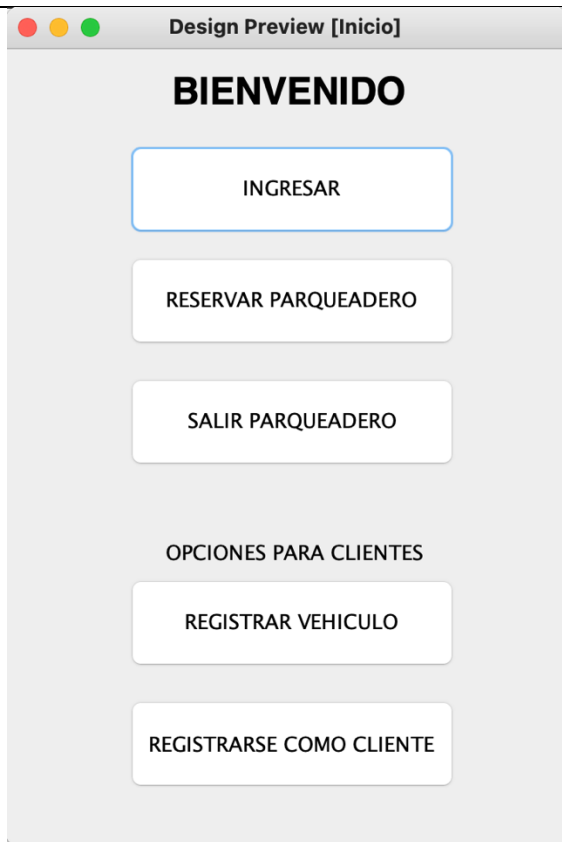 Design Preview [Inicio]
BIENVENIDO
INGRESAR
RESERVAR PARQUEADERO
SALIR PARQUEADERO
OPCIONES PARA CLIENTES
REGISTRAR VEHICULO
REGISTRARSE COMO CLIENTE